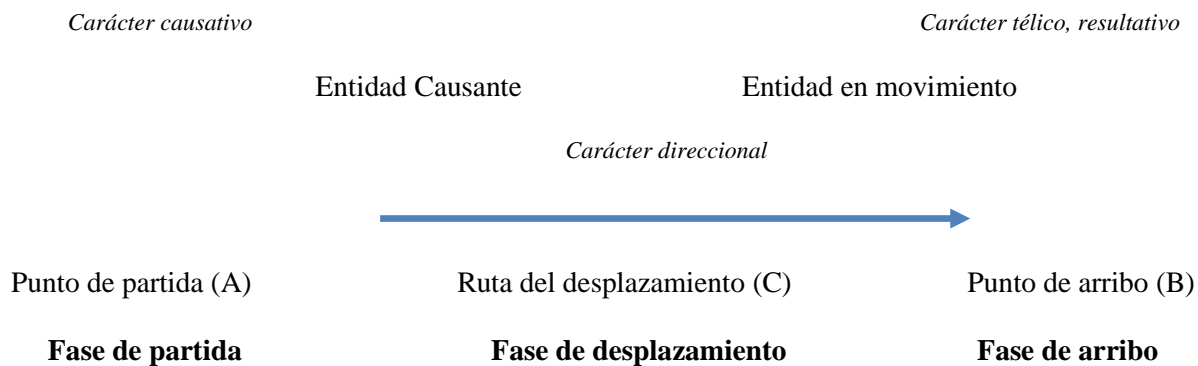 Carácter causativo Carácter télico, resultativo
Entidad Causante Entidad en movimiento
Carácter direccional
Punto de partida (A) Ruta del desplazamiento (C) Punto de arribo (B)
Fase de partida Fase de desplazamiento Fase de arribo